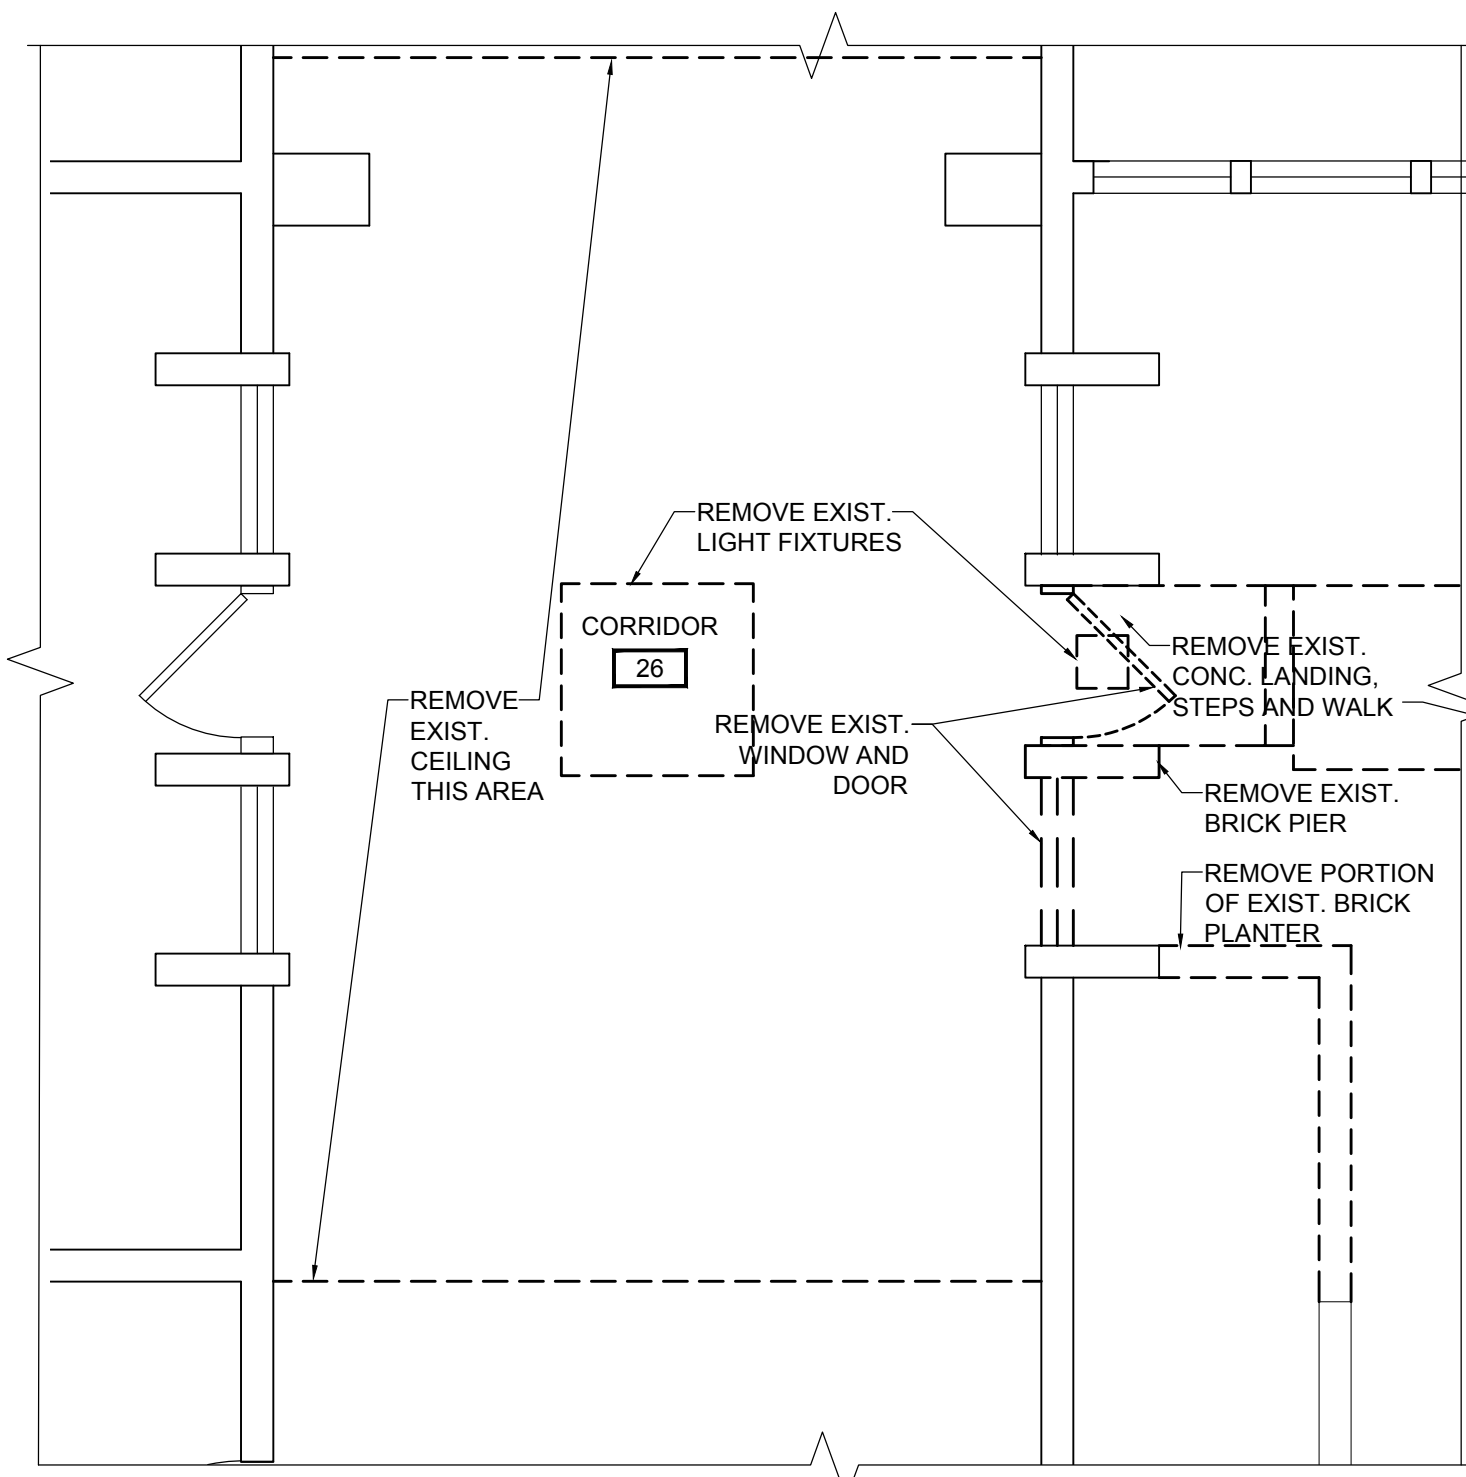 REMOVE EXIST.
LIGHT FIXTURES
CORRIDOR
26
REMOVE EXIST.
CONC. LANDING,
STEPS AND WALK
REMOVE
EXIST.
CEILING
THIS AREA
REMOVE EXIST.
WINDOW AND
DOOR
REMOVE EXIST.
BRICK PIER
REMOVE PORTION
OF EXIST. BRICK
PLANTER